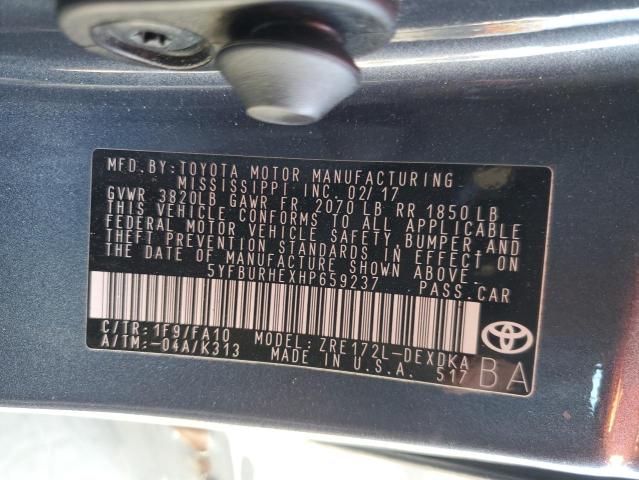 MFD. BY: TOYOTA MOTOR MANUFACTURING
MISSISSIPPI INC. 02/17
GVWR 3820LB GAWR FR 2070 LB RR 1850 LB
THIS VEHICLE CONFORMS TO ALL APPLICABLE
FEDERAL MOTOR VEHICLE SAFETY, BUMPER AND
THEFT PREVENTION STANDARDS IN EFFECT ON
THE DATE OF MANUFACTURE SHOWN ABOVE.
5YFBURHEXHP659237 PASS.CAR
C/TR: 1F9/FA10 MODEL: ZRE172L-DEXDKA
A/TM:-04A/K313 MADE IN U.S.A. 517
BA